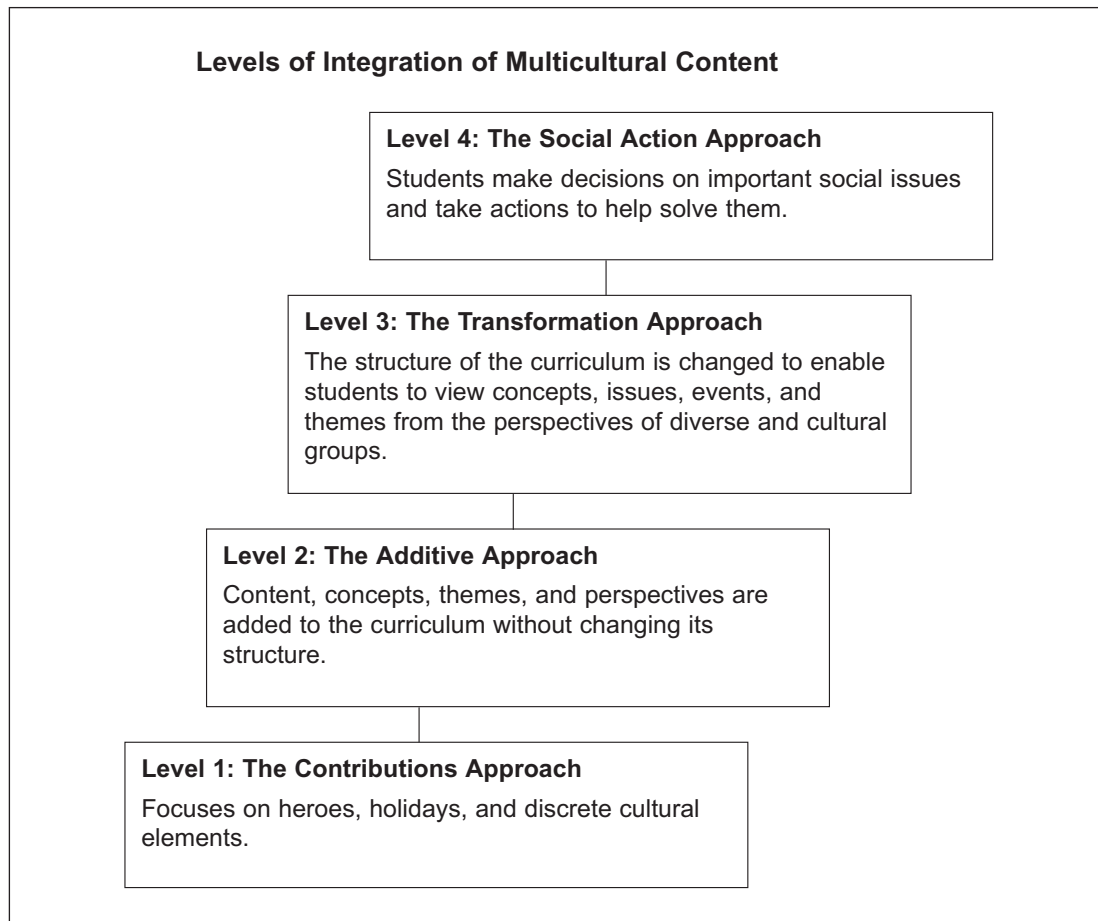 Levels of Integration of Multicultural Content
Level 4: The Social Action Approach
Students make decisions on important social issues
and take actions to help solve them.
Level 3: The Transformation Approach
The structure of the curriculum is changed to enable
students to view concepts, issues, events, and
themes from the perspectives of diverse and cultural
groups.
Level 2: The Additive Approach
Content, concepts, themes, and perspectives are
added to the curriculum without changing its
structure.
Level 1: The Contributions Approach
Focuses on heroes, holidays, and discrete cultural
elements.